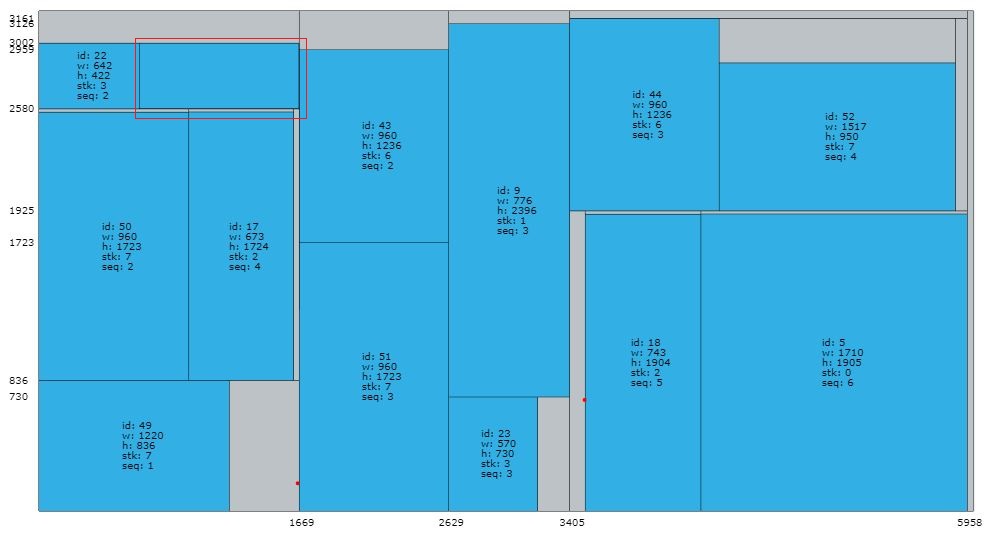 3161
3126
3002
2959
2580
1925
1723
836
730
id: 22
w: 642
h: 422
stk: 3
seq: 2
id: 43
w: 960
h: 1236
stk: 6
seq: 2
id: 44
w: 960
h: 1236
stk: 6
seq: 3
id: 52
w: 1517
h: 950
stk: 7
seq: 4
id: 9
w: 776
h: 2396
stk: 1
seq: 3
id: 50
w: 960
h: 1723
stk: 7
seq: 2
id: 17
w: 673
h: 1724
stk: 2
seq: 4
id: 51
w: 960
h: 1723
stk: 7
seq: 3
id: 18
w: 743
h: 1904
stk: 2
seq: 5
id: 5
w: 1710
h: 1905
stk: 0
seq: 6
id: 49
w: 1220
h: 836
stk: 7
seq: 1
id: 23
w: 570
h: 730
stk: 3
seq: 3
1669
2629
3405
5958